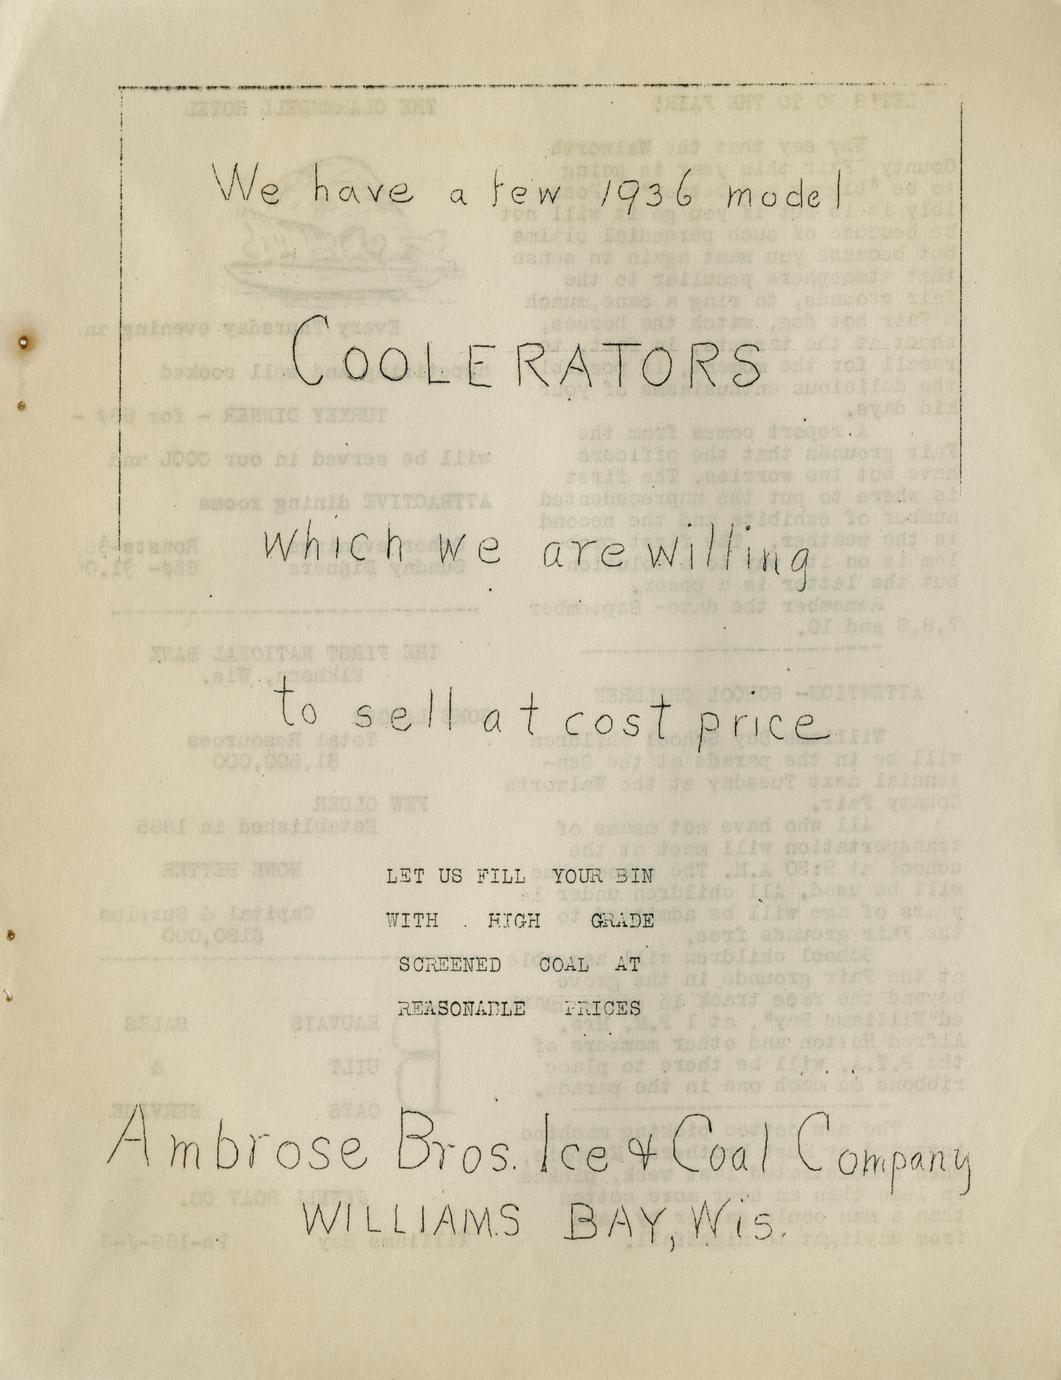 We have a few 1936 model
COOLERATORS
which we are willing
to sell at cost price
LET US FILL YOUR BIN
WITH . HIGH GRADE
SCREENED COAL AT
REASONABLE PRICES
Ambrose Bros. Ice & Coal Company
WILLIAMS BAY, Wis.